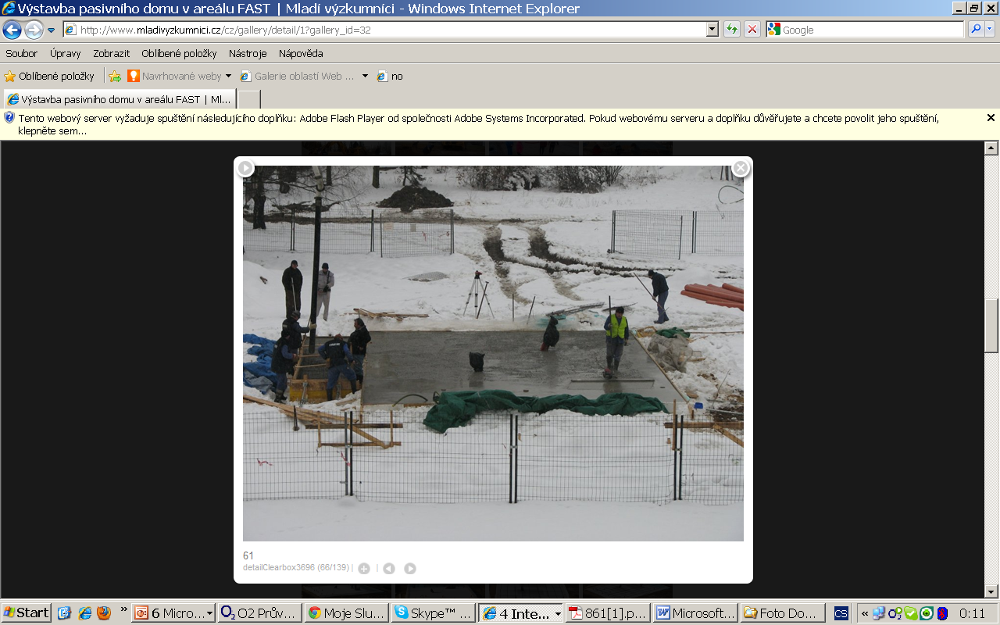 Výstavba pasivního domu v areálu FAST | Mladí výzkumníci - Windows Internet Explorer
http://www.mladivyzkumnici.cz/cz/gallery/detail/1?gallery_id=32
Google
Soubor Úpravy Zobrazit Oblíbené položky Nástroje Nápověda
Oblíbené položky Navrhované weby Galerie oblastí Web ... no
Výstavba pasivního domu v areálu FAST | Ml...
Tento webový server vyžaduje spuštění následujícího doplňku: Adobe Flash Player od společnosti Adobe Systems Incorporated. Pokud webovému serveru a doplňku důvěřujete a chcete povolit jeho spuštění,
klepněte sem...
61
detailClearbox3696 (66/139) | |
Start » 6 Micro... O2 Prův... Moje Slu... Skype™ ... 4 Inte... 861[1].p... Microsoft... Foto Do... CS « 0:11